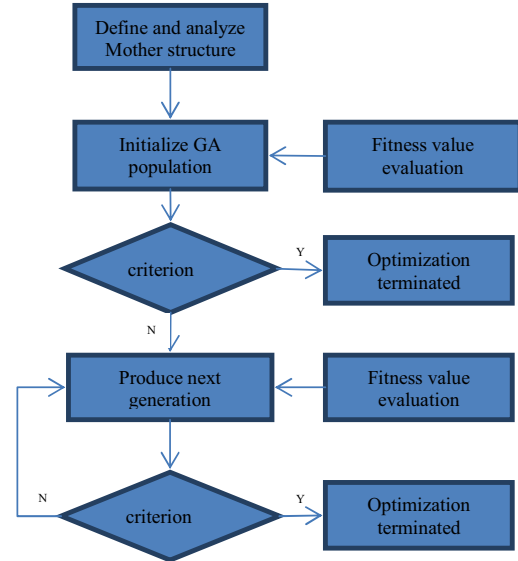 Define and analyze
Mother structure
Initialize GA
population
Fitness value
evaluation
criterion
Y
Optimization
terminated
N
Produce next
generation
Fitness value
evaluation
N
criterion
Y
Optimization
terminated